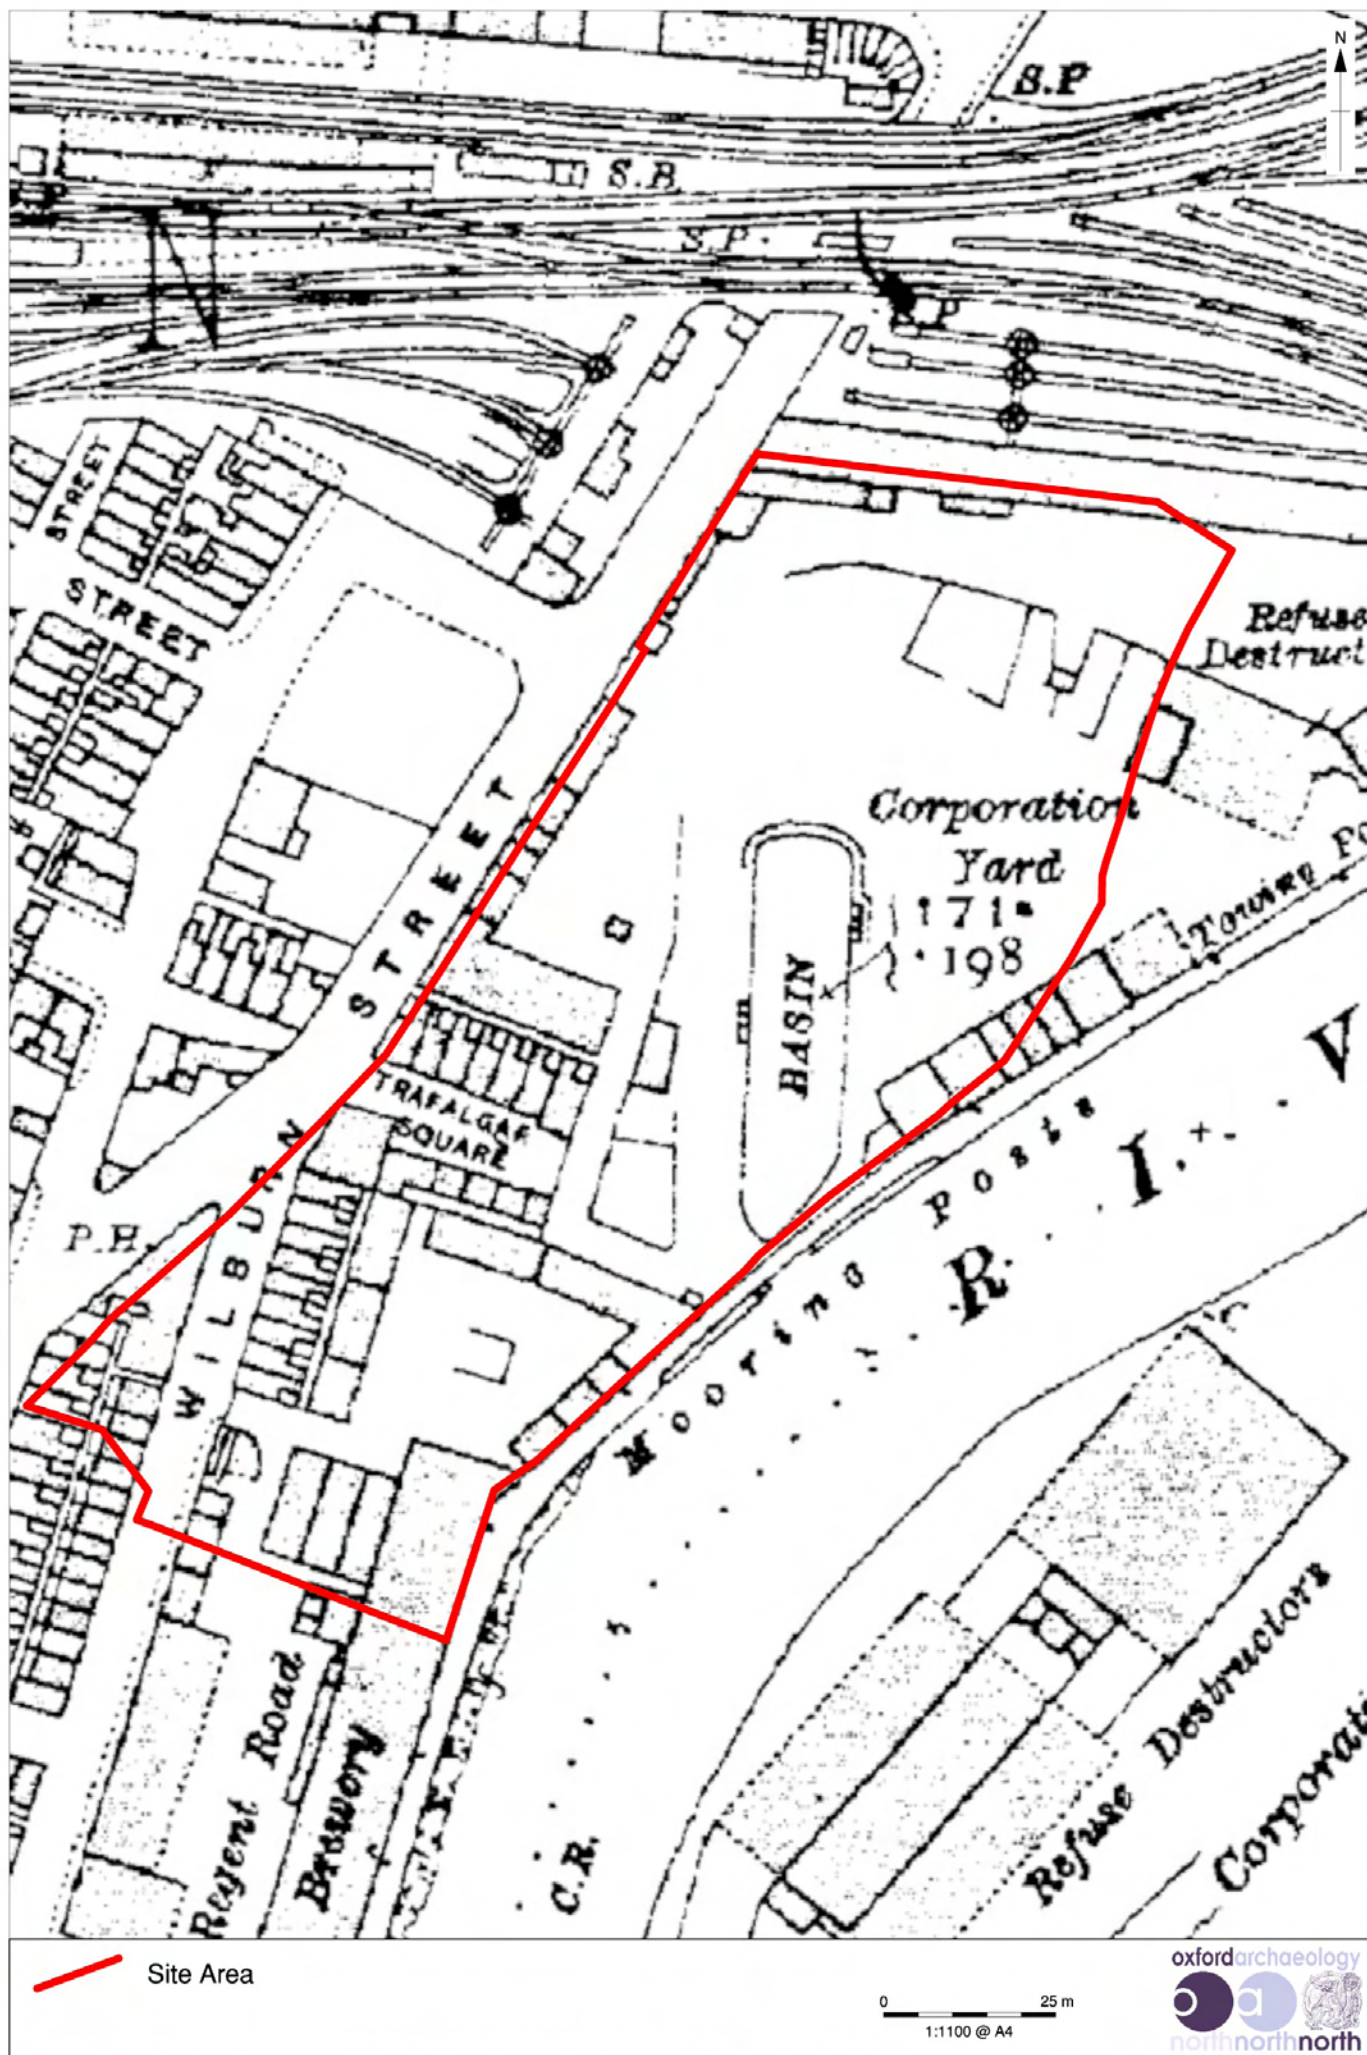 N
S.P
S.B.
S.P.
P
STREET
STREET
Refuse
Destruct
STREET
Corporation
Yard
171
198
BASIN
Towing
TRAFALGAR
SQUARE
WILBURN
P.H.
Mooring Posts
R I V
C.R.
Regent Road
Brewery
Refuse Destructors
Corporat
Site Area
0 25 m
1:1100 @ A4
oxfordarchaeology
oa
northnorthnorth